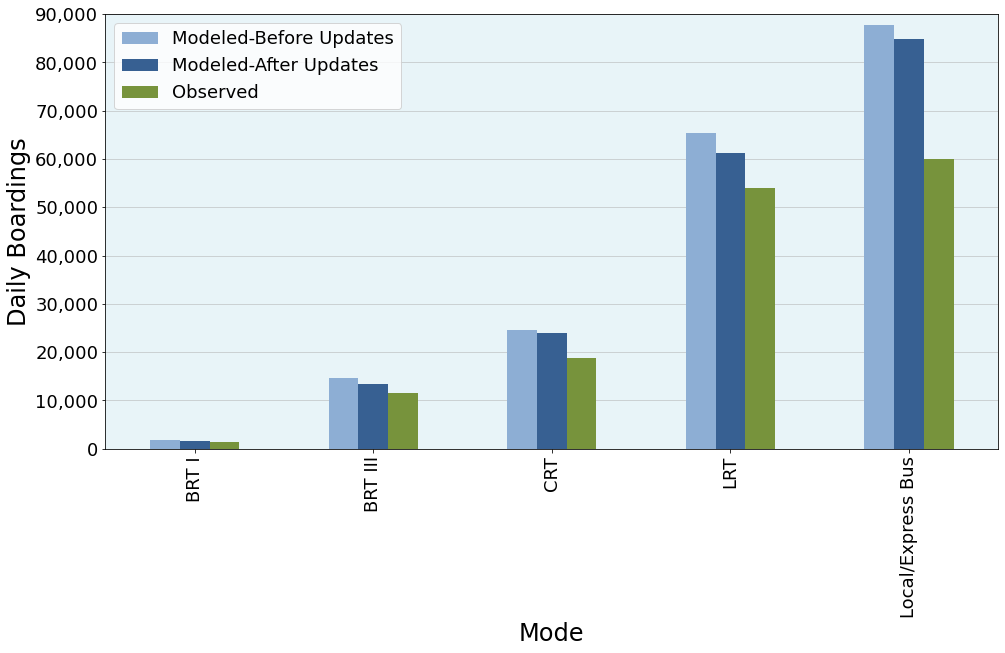 90,000
80,000
70,000
60,000
50,000
40,000
30,000
20,000
10,000
0
Daily Boardings
Modeled-Before Updates
Modeled-After Updates
Observed
BRT I
BRT III
CRT
LRT
Local/Express Bus
Mode